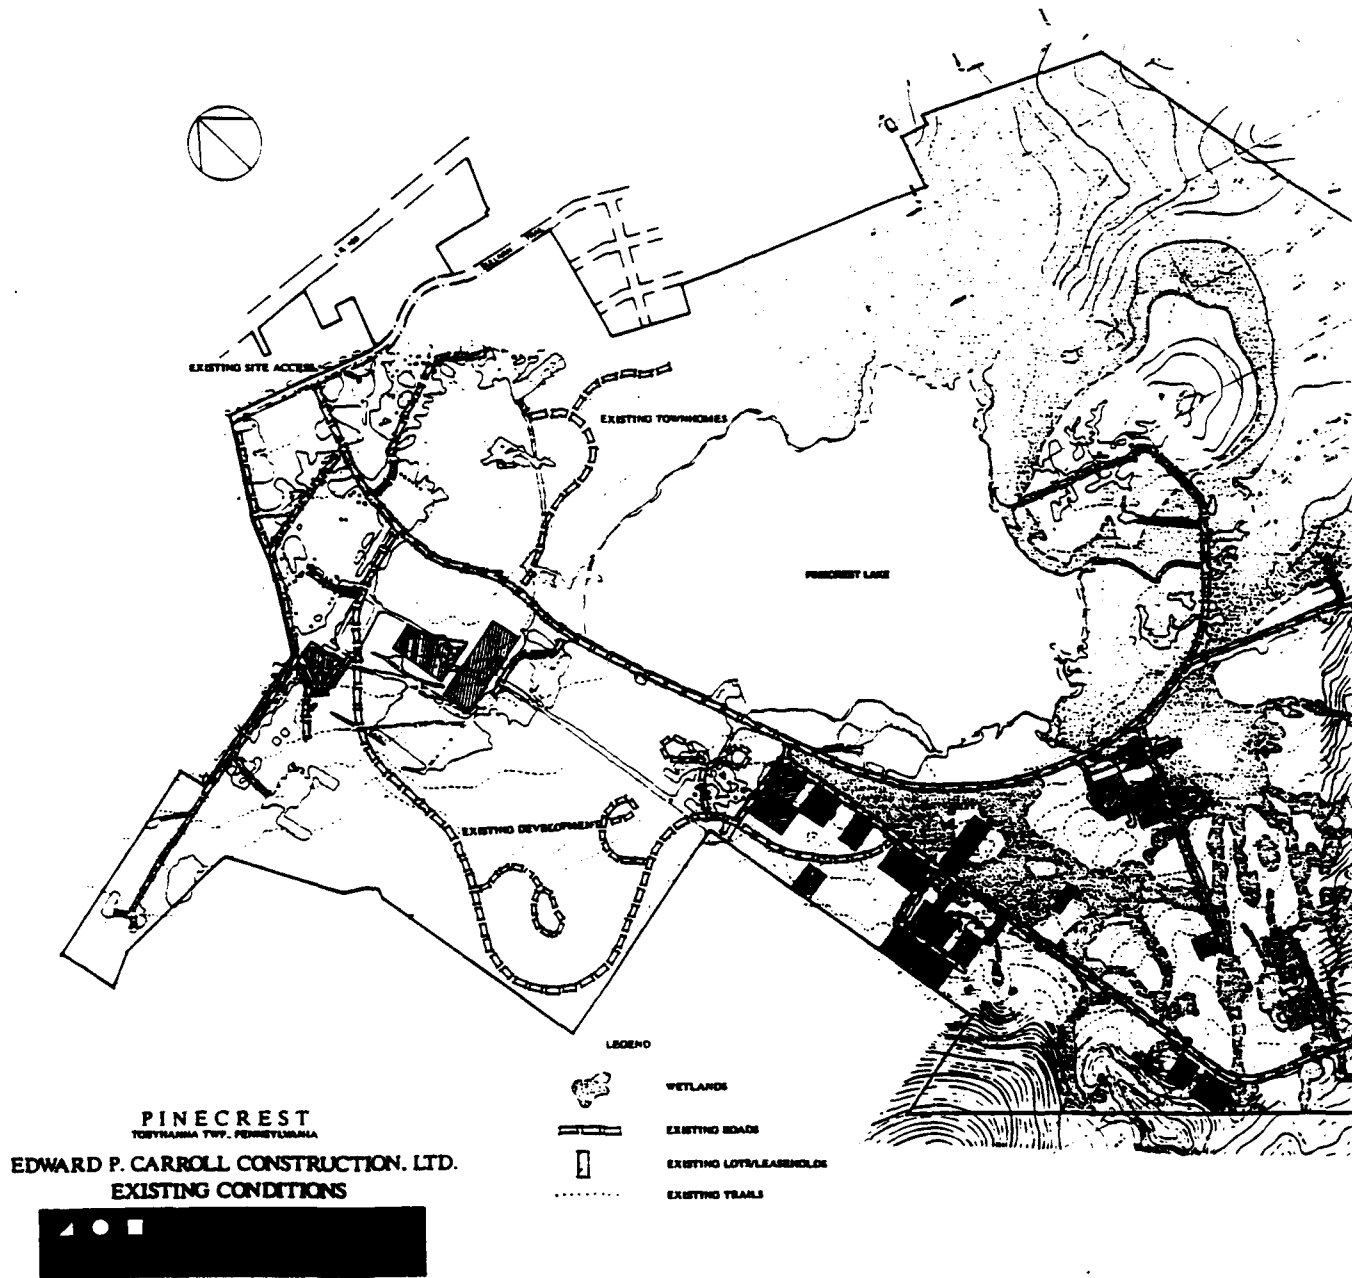 EXISTING SITE ACCESS
EXISTING TOWNHOMES
PINECREST LAKE
EXISTING DEVELOPMENT
LEGEND
WETLANDS
EXISTING ROADS
EXISTING LOTS/LEASEHOLDS
EXISTING TRAILS
PINECREST
TOBYHANNA TWP., PENNSYLVANIA
EDWARD P. CARROLL CONSTRUCTION, LTD.
EXISTING CONDITIONS